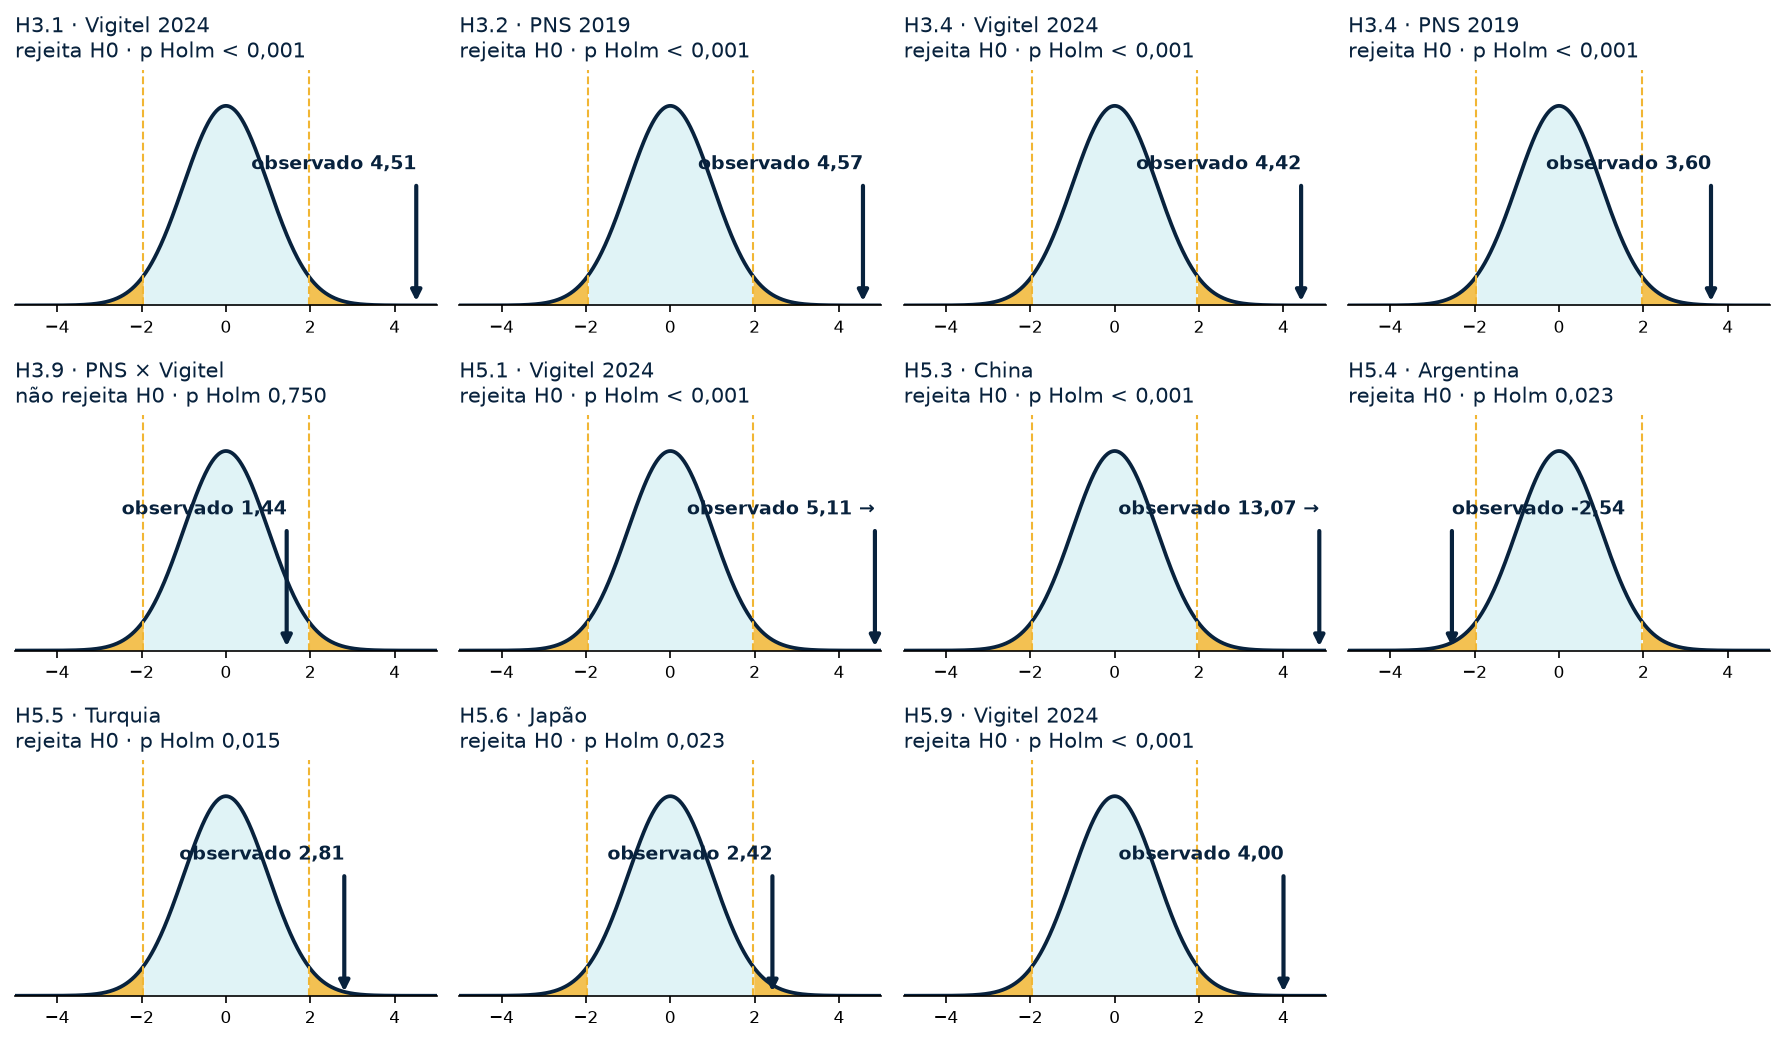 H3.1 · Vigitel 2024
rejeita H0 · p Holm < 0,001
observado 4,51
−4 −2 0 2 4
H3.2 · PNS 2019
rejeita H0 · p Holm < 0,001
observado 4,57
−4 −2 0 2 4
H3.4 · Vigitel 2024
rejeita H0 · p Holm < 0,001
observado 4,42
−4 −2 0 2 4
H3.4 · PNS 2019
rejeita H0 · p Holm < 0,001
observado 3,60
−4 −2 0 2 4
H3.9 · PNS × Vigitel
não rejeita H0 · p Holm 0,750
observado 1,44
−4 −2 0 2 4
H5.1 · Vigitel 2024
rejeita H0 · p Holm < 0,001
observado 5,11 →
−4 −2 0 2 4
H5.3 · China
rejeita H0 · p Holm < 0,001
observado 13,07 →
−4 −2 0 2 4
H5.4 · Argentina
rejeita H0 · p Holm 0,023
observado -2,54
−4 −2 0 2 4
H5.5 · Turquia
rejeita H0 · p Holm 0,015
observado 2,81
−4 −2 0 2 4
H5.6 · Japão
rejeita H0 · p Holm 0,023
observado 2,42
−4 −2 0 2 4
H5.9 · Vigitel 2024
rejeita H0 · p Holm < 0,001
observado 4,00
−4 −2 0 2 4